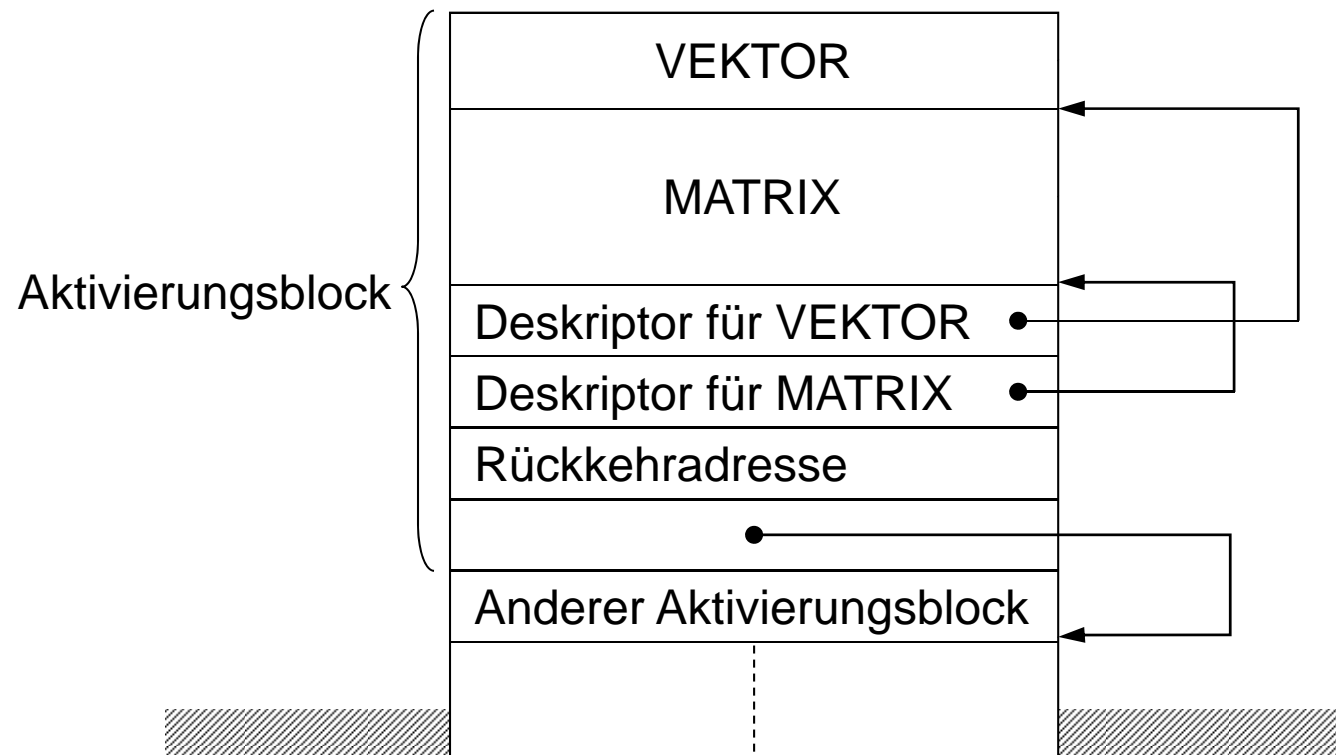 VEKTOR
MATRIX
Aktivierungsblock
Deskriptor für VEKTOR
Deskriptor für MATRIX
Rückkehradresse
Anderer Aktivierungsblock